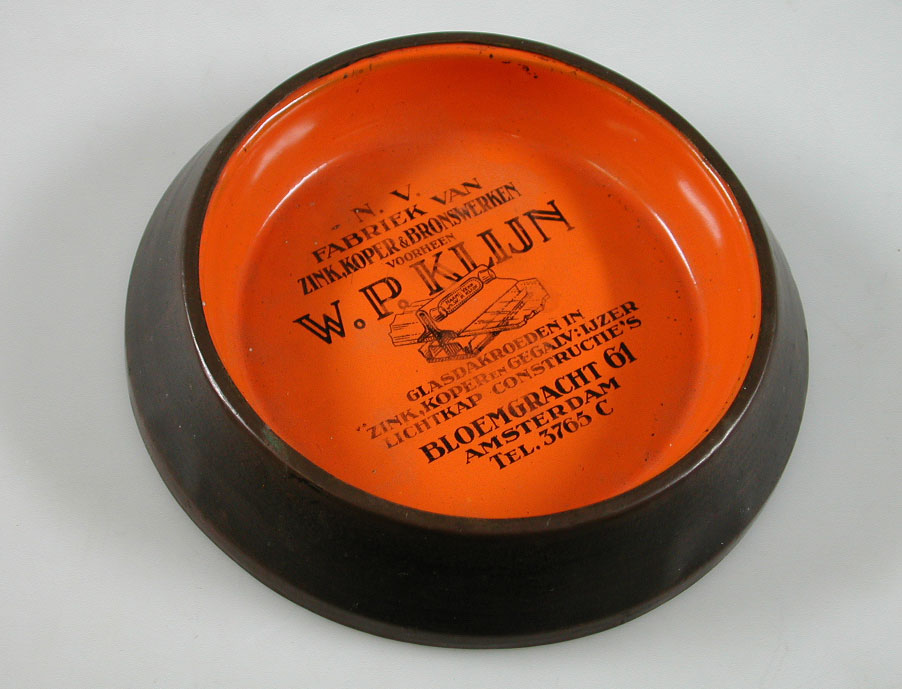 N. V.
FABRIEK VAN
ZINK, KOPER & BRONSWERKEN
VOORHEEN
W. P. KLIJN
GLASDAKROEDEN IN
ZINK, KOPER EN GEGALV: IJZER
LICHTKAP CONSTRUCTIE'S
BLOEMGRACHT 61
AMSTERDAM
TEL. 3765 C